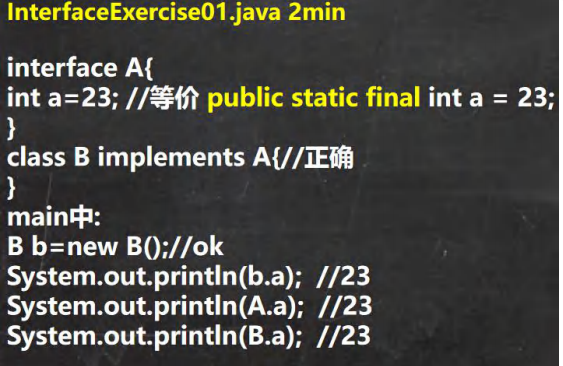 InterfaceExercise01.java 2min
interface A{
int a=23; //等价 public static final int a = 23;
}
class B implements A{//正确
}
main中:
B b=new B();//ok
System.out.println(b.a);  //23
System.out.println(A.a);  //23
System.out.println(B.a);  //23